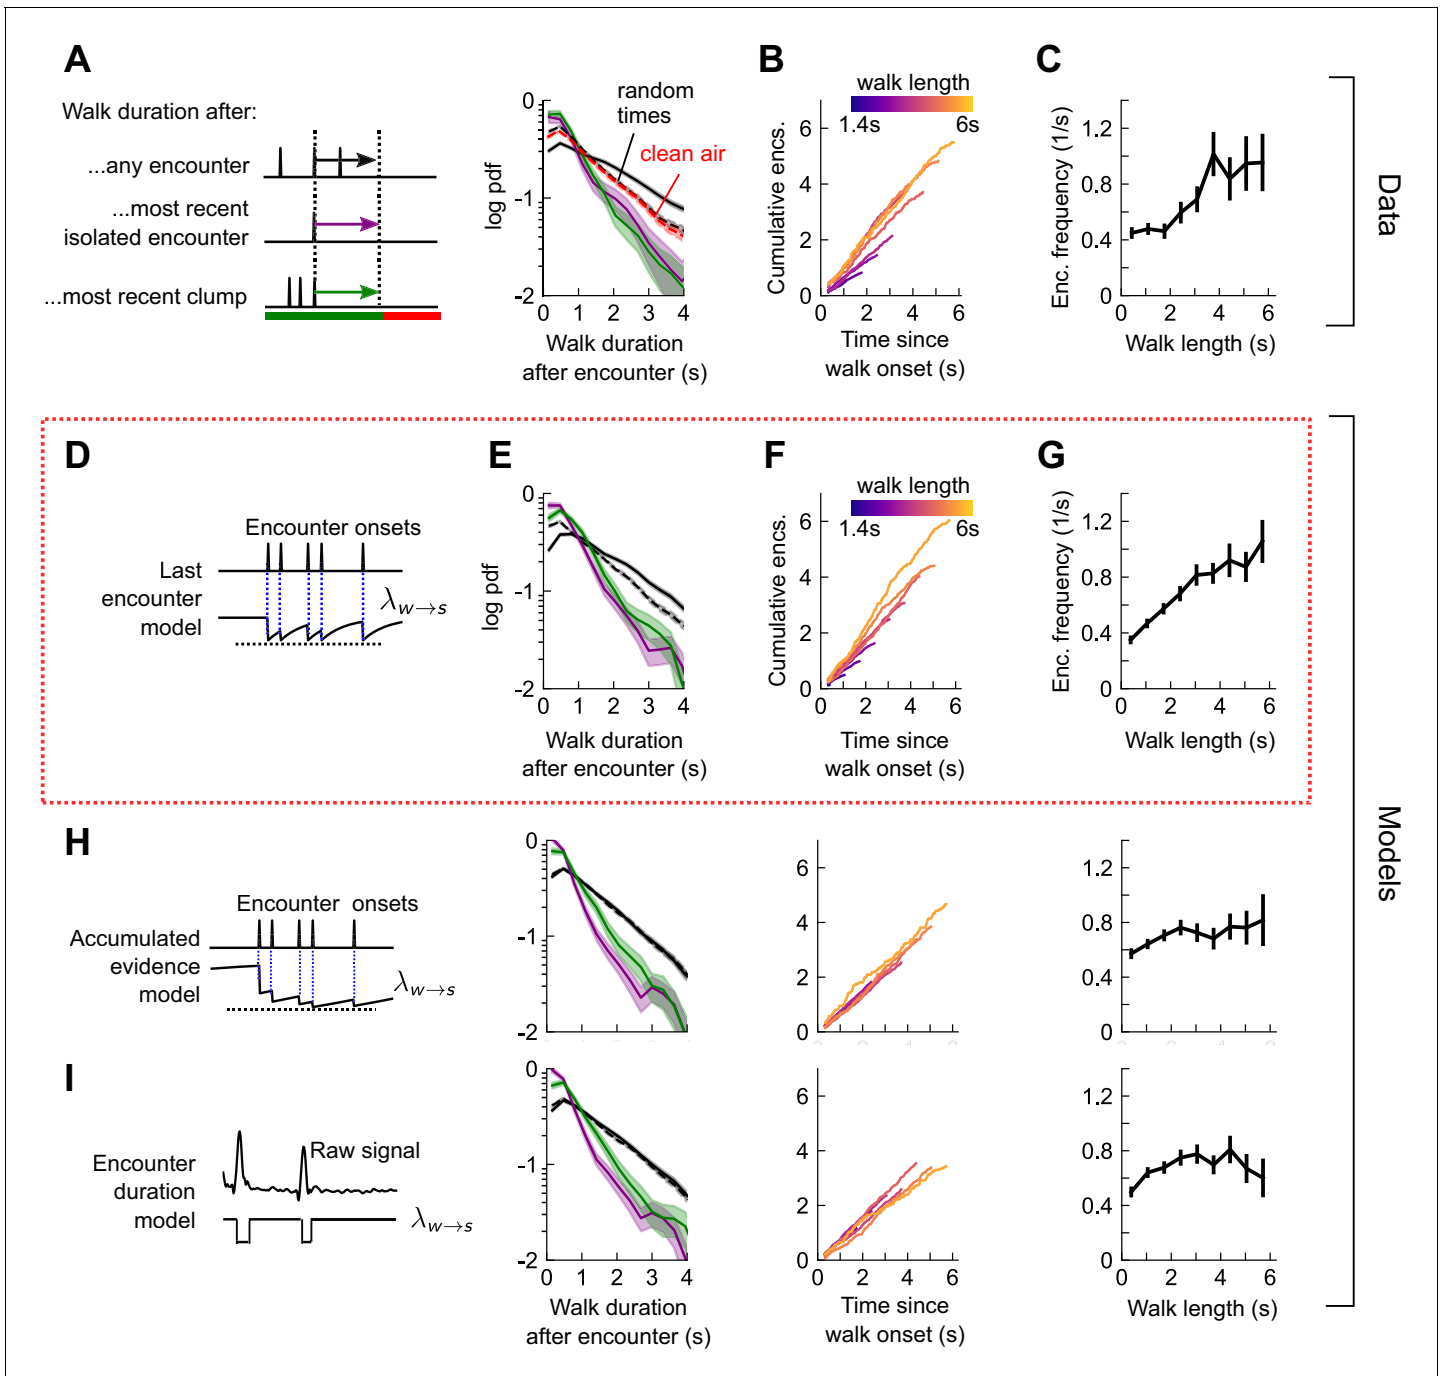 A
Walk duration after:
...any encounter
...most recent
isolated encounter
...most recent clump
random
times
clean air
log pdf
0
-1
-2
0 1 2 3 4
Walk duration
after encounter (s)
B
walk length
1.4s 6s
Cumulative encs.
6
4
2
0
0 2 4 6
Time since
walk onset (s)
C
Enc. frequency (1/s)
1.2
0.8
0.4
0
0 2 4 6
Walk length (s)
Data
D
Encounter onsets
Last
encounter
model
λw→s
E
log pdf
0
-1
-2
0 1 2 3 4
Walk duration
after encounter (s)
F
walk length
1.4s 6s
Cumulative encs.
6
4
2
0
0 2 4 6
Time since
walk onset (s)
G
Enc. frequency (1/s)
1.2
0.8
0.4
0
0 2 4 6
Walk length (s)
Models
H
Encounter onsets
Accumulated
evidence
model
λw→s
0
-1
-2
6
4
2
0
1.2
0.8
0.4
0
I
Raw signal
Encounter
duration
model
λw→s
0
-1
-2
0 1 2 3 4
Walk duration
after encounter (s)
6
4
2
0
0 2 4 6
Time since
walk onset (s)
1.2
0.8
0.4
0
0 2 4 6
Walk length (s)